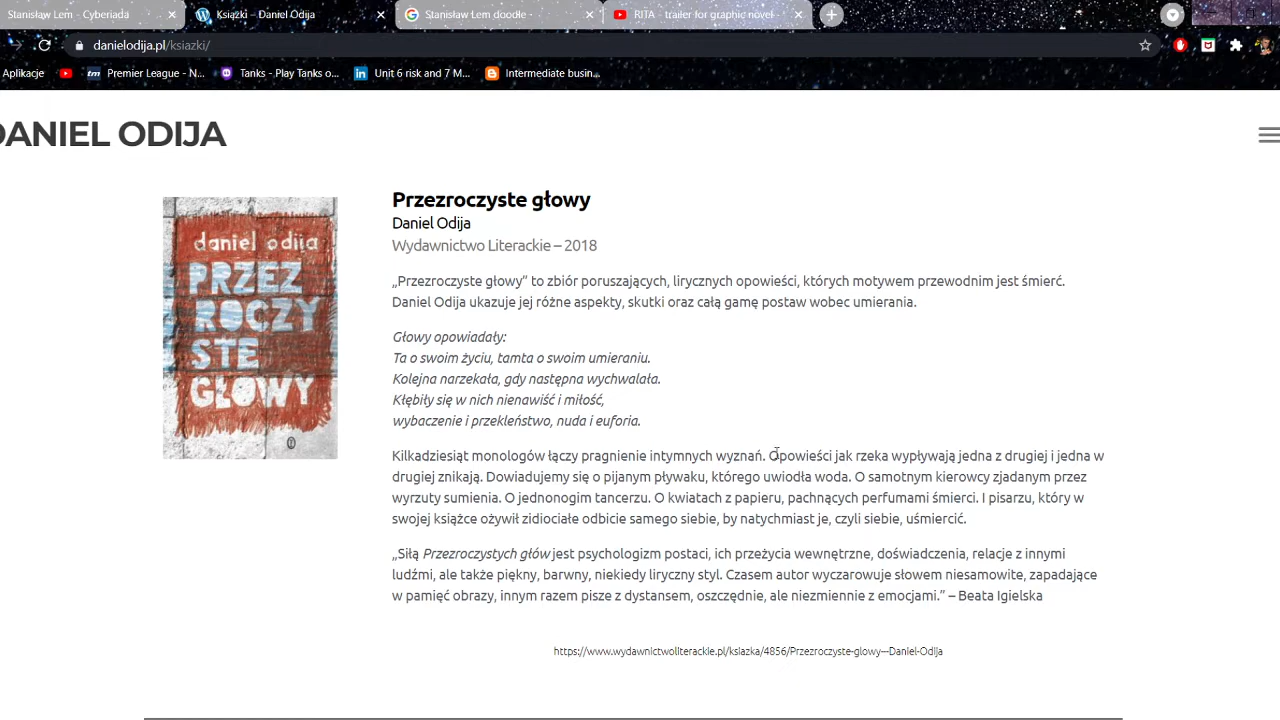 Stanisław Lem - Cyberiada
Książki – Daniel Odija
Stanisław Lem doodle -
RITA - trailer for graphic novel -
danielodija.pl/ksiazki/
Aplikacje
Premier League - N...
Tanks - Play Tanks o...
Unit 6 risk and 7 M...
Intermediate busin...
DANIEL ODIJA
daniel odija
PRZEZ
ROCZY
STE
GŁOWY
Przezroczyste głowy
Daniel Odija
Wydawnictwo Literackie – 2018
„Przezroczyste głowy” to zbiór poruszających, lirycznych opowieści, których motywem przewodnim jest śmierć.
Daniel Odija ukazuje jej różne aspekty, skutki oraz całą gamę postaw wobec umierania.
Głowy opowiadały:
Ta o swoim życiu, tamta o swoim umieraniu.
Kolejna narzekała, gdy następna wychwalała.
Kłębiły się w nich nienawiść i miłość,
wybaczenie i przekleństwo, nuda i euforia.
Kilkadziesiąt monologów łączy pragnienie intymnych wyznań. Opowieści jak rzeka wypływają jedna z drugiej i jedna w
drugiej znikają. Dowiadujemy się o pijanym pływaku, którego uwiodła woda. O samotnym kierowcy zjadanym przez
wyrzuty sumienia. O jednonogim tancerzu. O kwiatach z papieru, pachnących perfumami śmierci. I pisarzu, który w
swojej książce ożywił zidiociałe odbicie samego siebie, by natychmiast je, czyli siebie, uśmiercić.
„Siłą Przezroczystych głów jest psychologizm postaci, ich przeżycia wewnętrzne, doświadczenia, relacje z innymi
ludźmi, ale także piękny, barwny, niekiedy liryczny styl. Czasem autor wyczarowuje słowem niesamowite, zapadające
w pamięć obrazy, innym razem pisze z dystansem, oszczędnie, ale niezmiennie z emocjami.” – Beata Igielska
https://www.wydawnictwoliterackie.pl/ksiazka/4856/Przezroczyste-glowy---Daniel-Odija